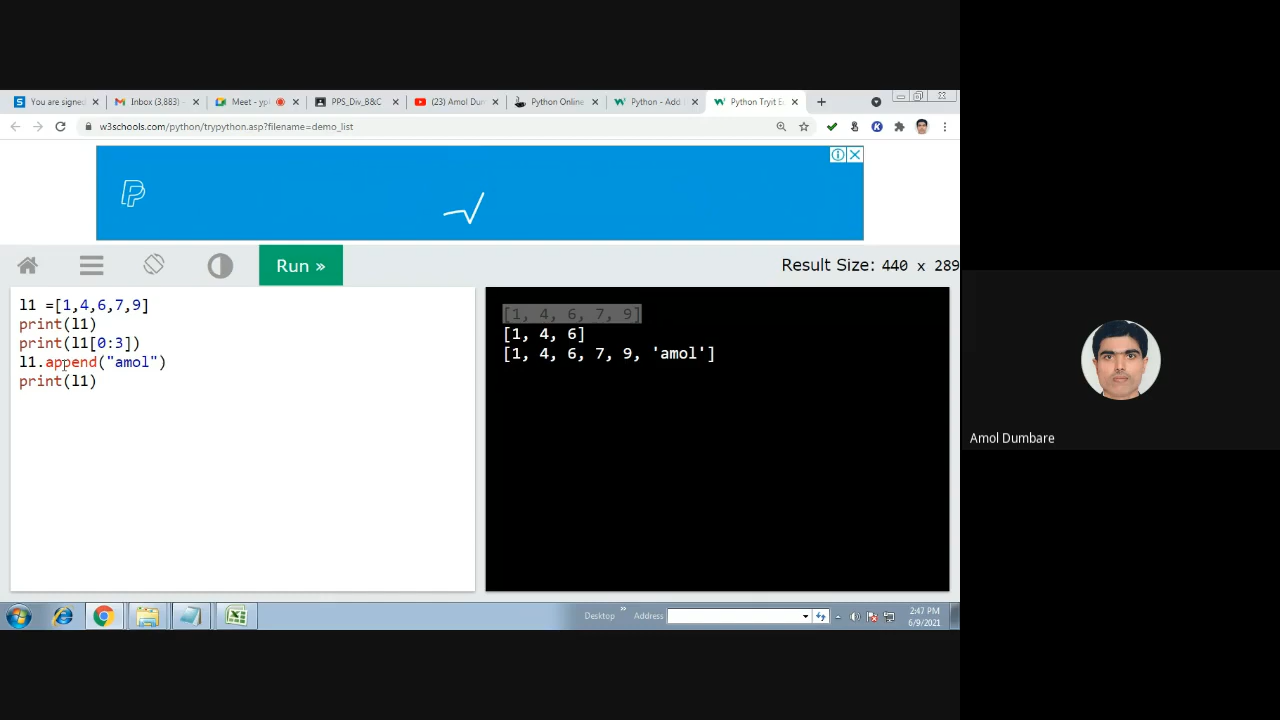 You are signed
Inbox (3,883) -
Meet - yp
PPS_Div_B&C
(23) Amol Dum
Python Online
Python - Add
Python Tryit E
w3schools.com/python/trypython.asp?filename=demo_list
Run »
Result Size: 440 x 289
l1 =[1,4,6,7,9]
print(l1)
print(l1[0:3])
l1.append("amol")
print(l1)
[1, 4, 6, 7, 9]
[1, 4, 6]
[1, 4, 6, 7, 9, 'amol']
Amol Dumbare
Desktop
»
Address
2:47 PM
6/9/2021